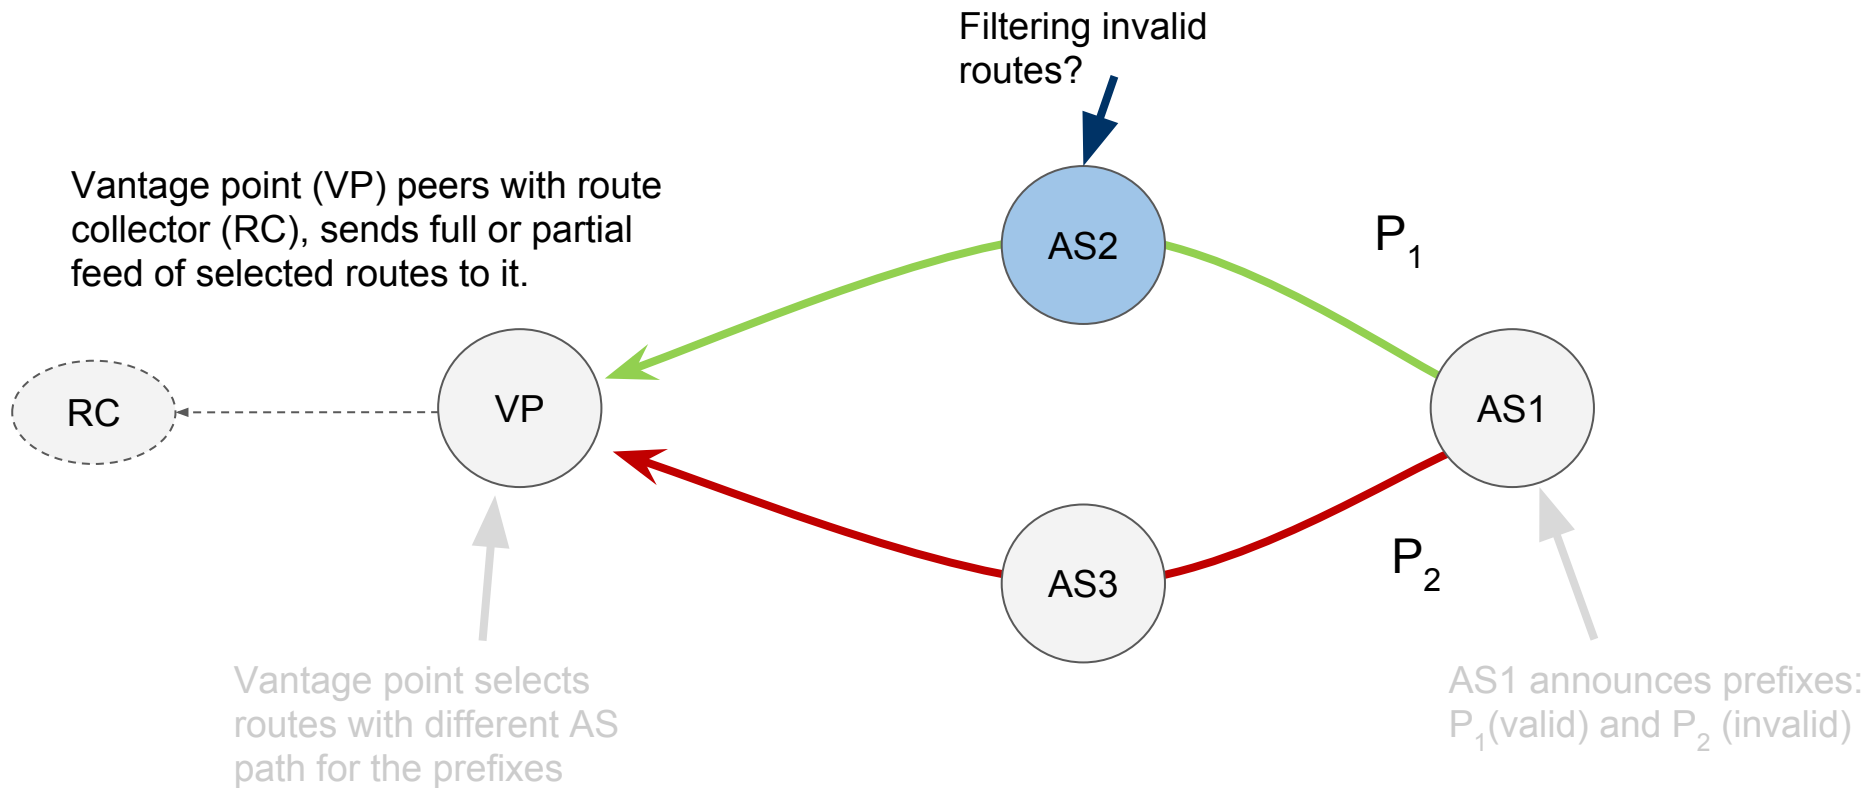 Filtering invalid
routes?
Vantage point (VP) peers with route
collector (RC), sends full or partial
feed of selected routes to it.
AS2
P1
RC
VP
AS1
AS3
P2
Vantage point selects
routes with different AS
path for the prefixes
AS1 announces prefixes:
P1(valid) and P2 (invalid)